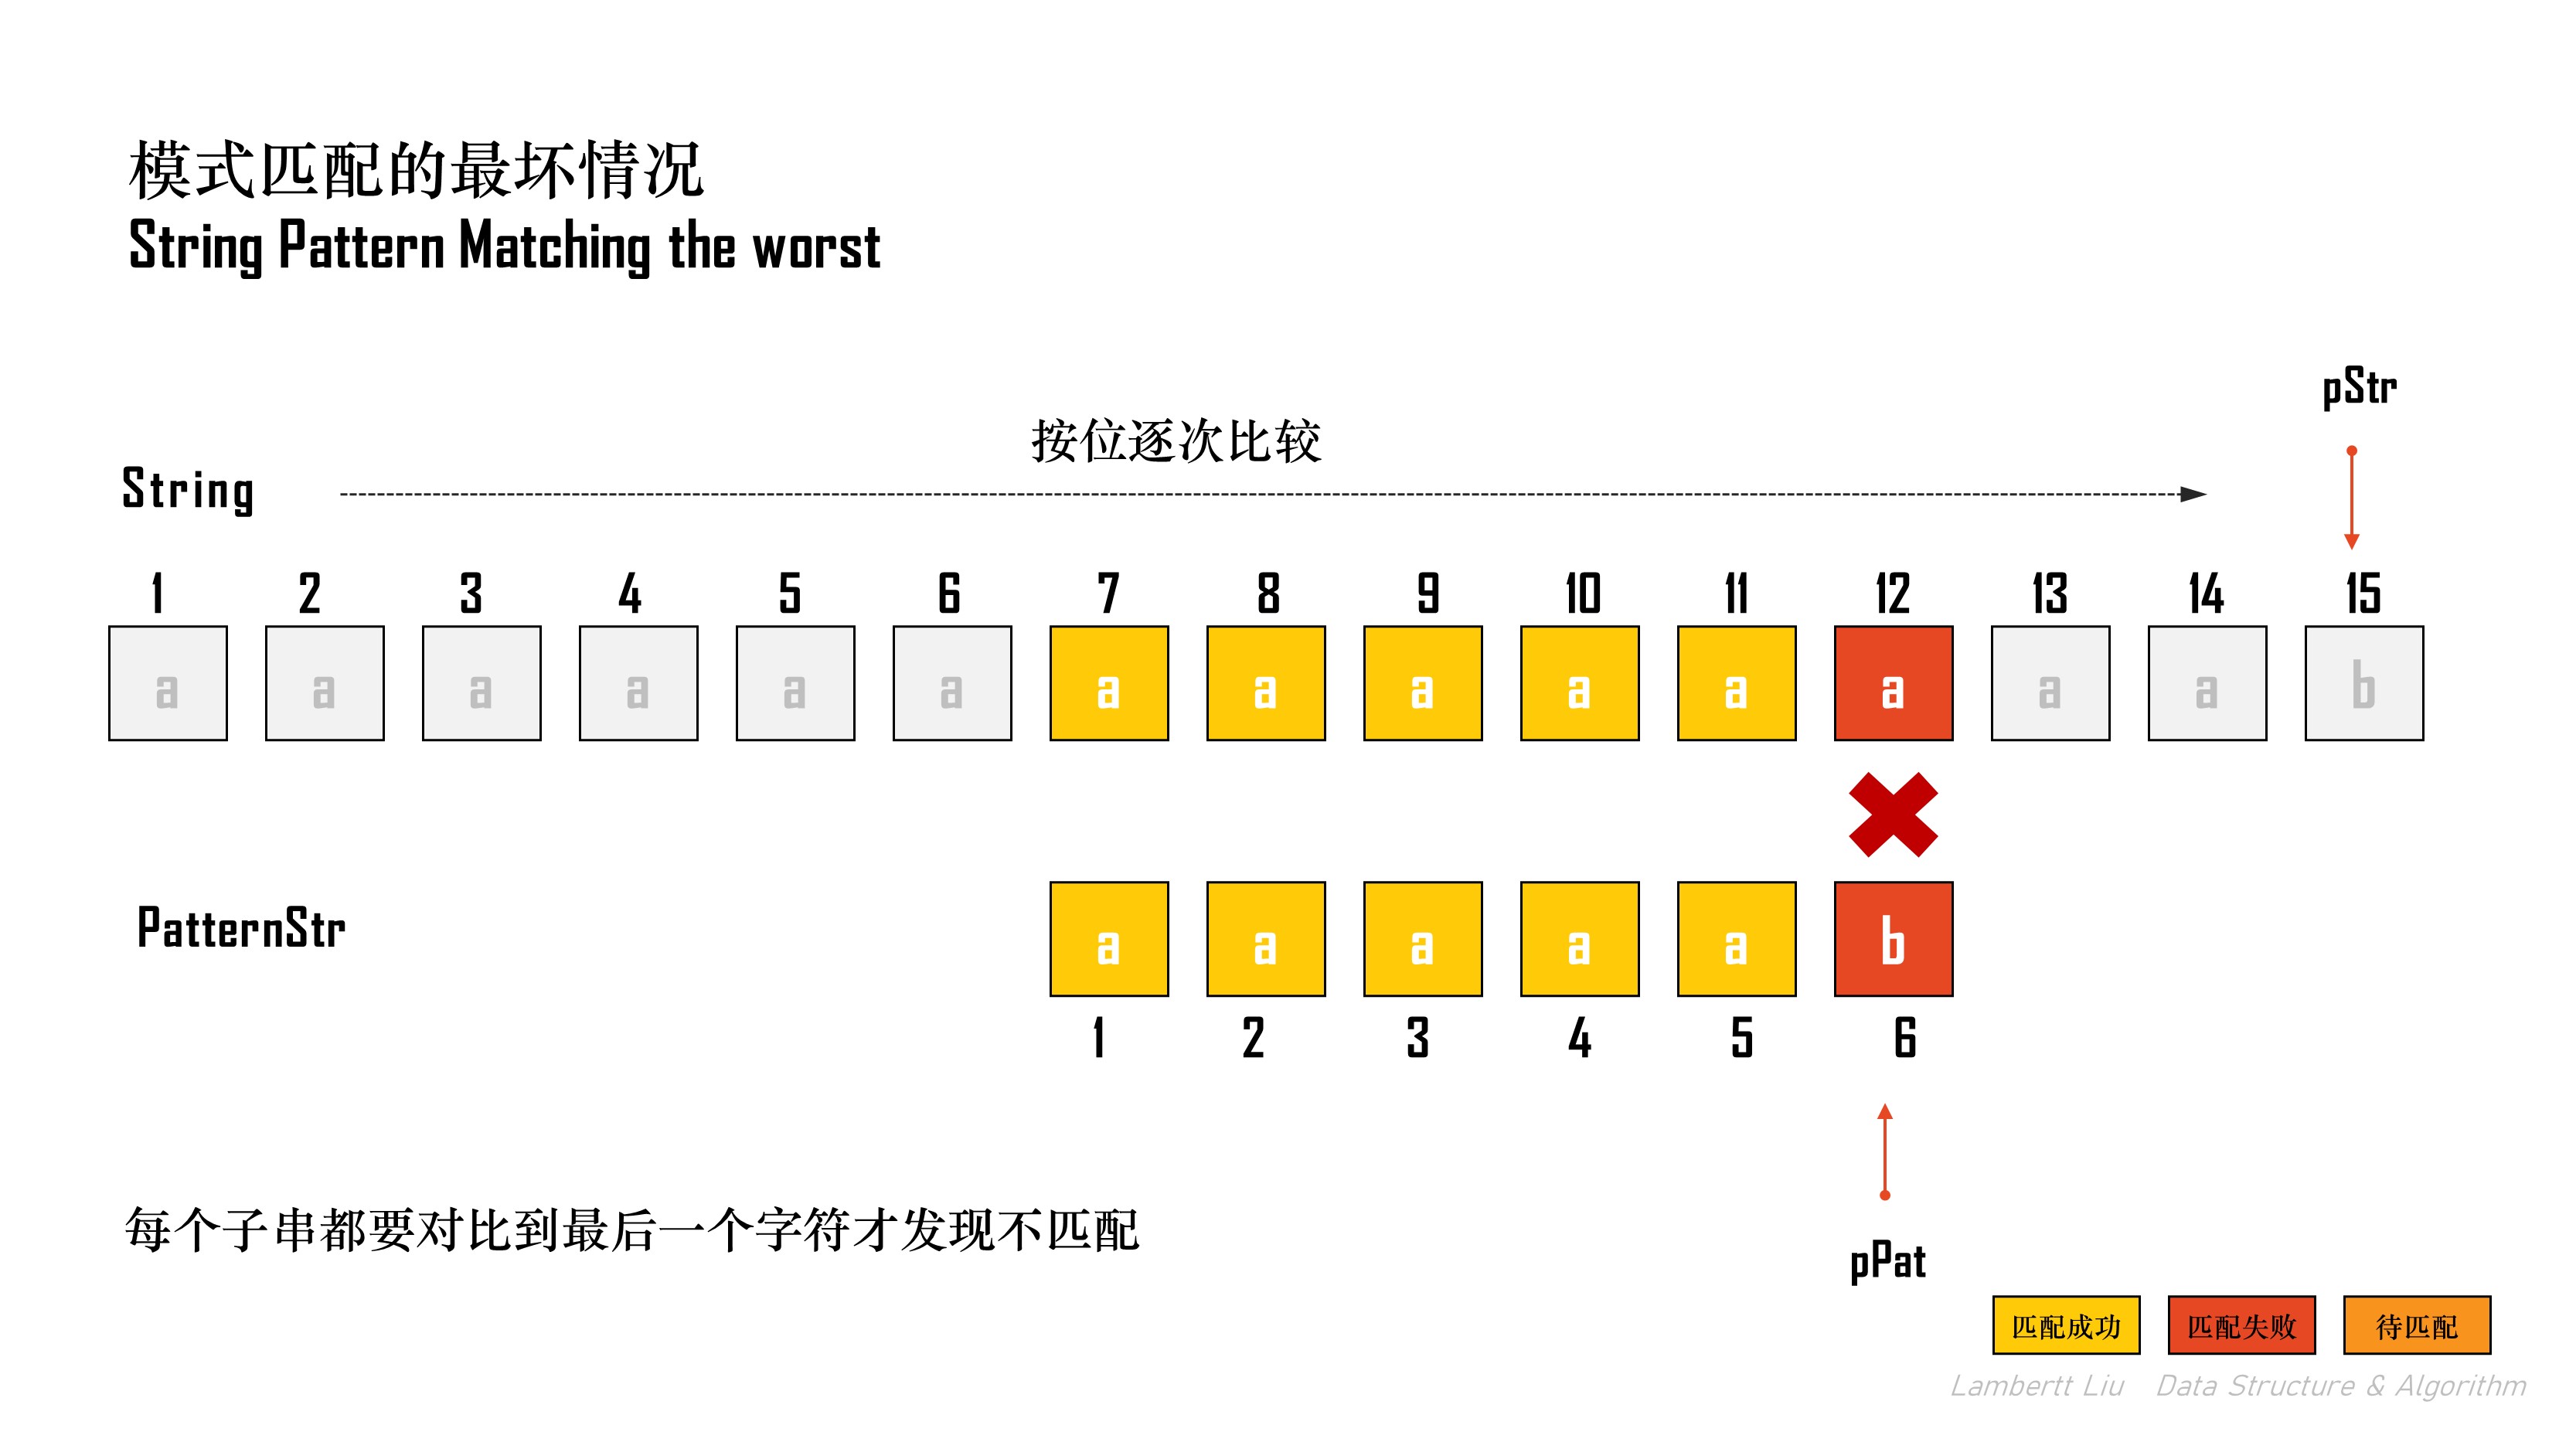 模式匹配的最坏情况
String Pattern Matching the worst
pStr
按位逐次比较
String
1 2 3 4 5 6 7 8 9 10 11 12 13 14 15
a a a a a a a a a a a a a a b
PatternStr
a a a a a b
1 2 3 4 5 6
每个子串都要对比到最后一个字符才发现不匹配
pPat
匹配成功 匹配失败 待匹配
Lambertt Liu Data Structure & Algorithm